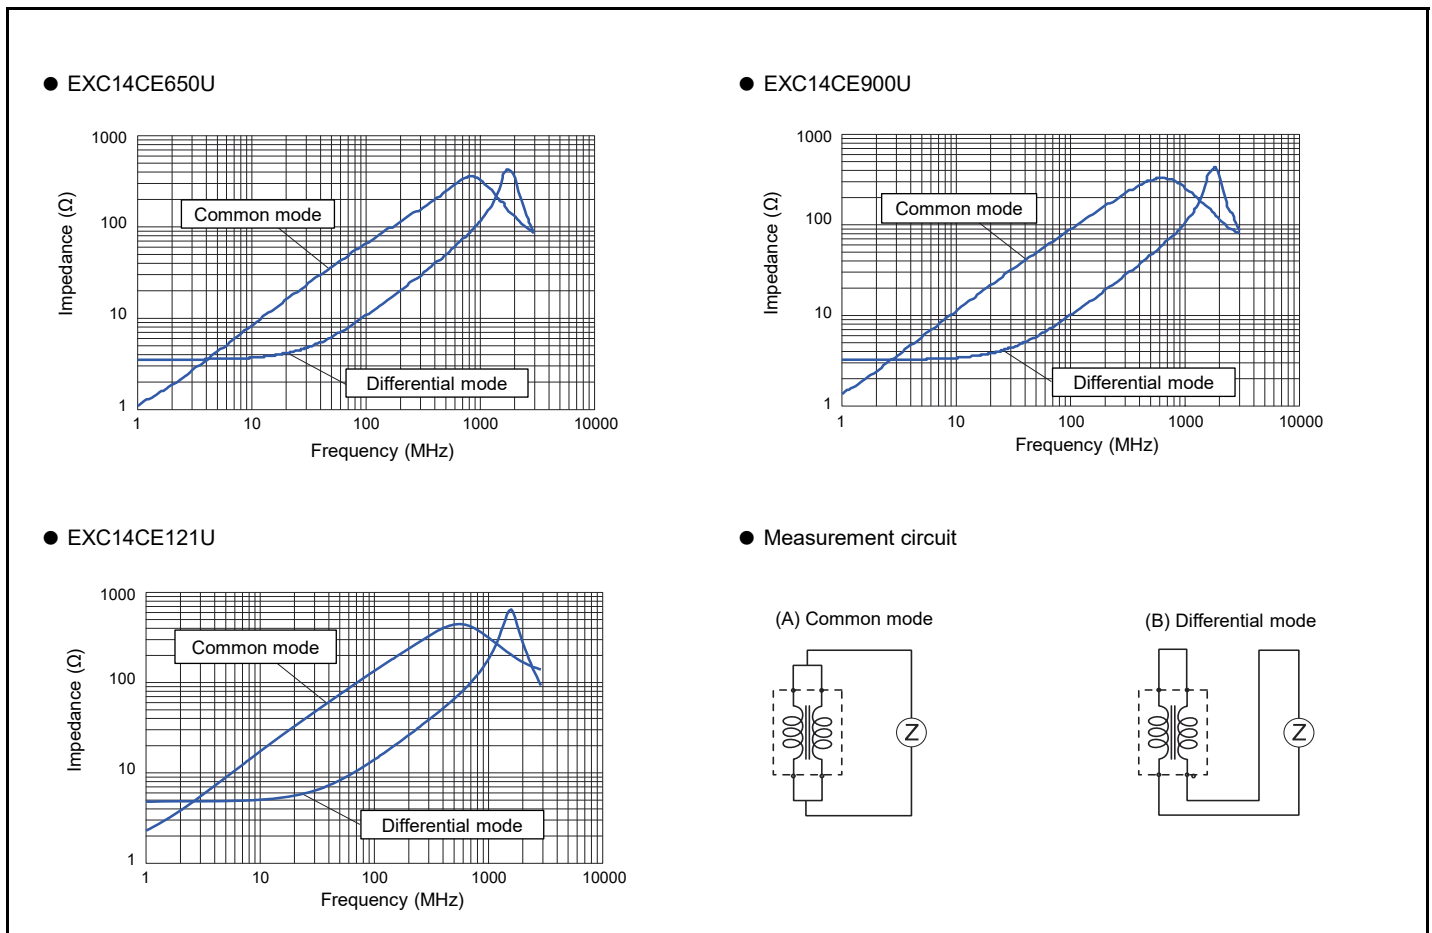 ● EXC14CE650U
1000
100
10
1
Impedance (Ω)
Common mode
Differential mode
1 10 100 1000 10000
Frequency (MHz)
● EXC14CE900U
1000
100
10
1
Impedance (Ω)
Common mode
Differential mode
1 10 100 1000 10000
Frequency (MHz)
● EXC14CE121U
1000
100
10
1
Impedance (Ω)
Common mode
Differential mode
1 10 100 1000 10000
Frequency (MHz)
● Measurement circuit
(A) Common mode
Z
(B) Differential mode
Z